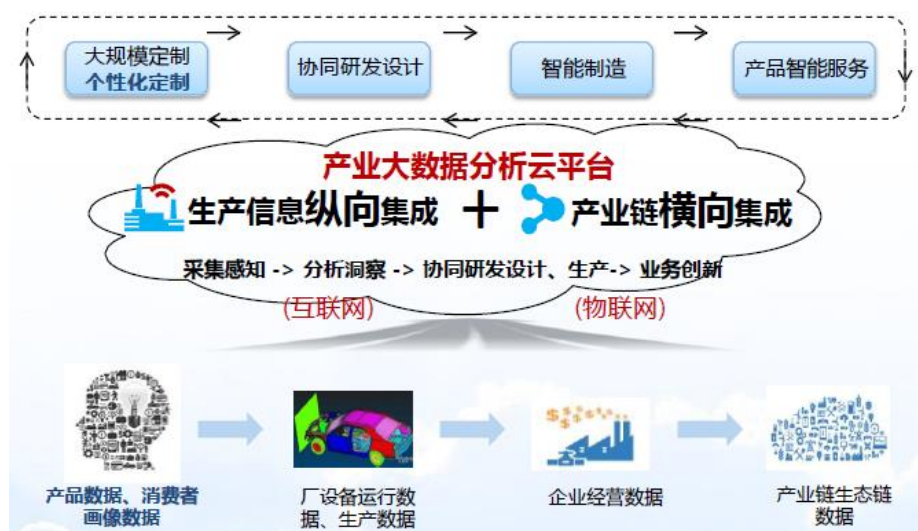 大规模定制
个性化定制
协同研发设计
智能制造
产品智能服务
产业大数据分析云平台
生产信息纵向集成 + 产业链横向集成
采集感知 -> 分析洞察 -> 协同研发设计、生产-> 业务创新
(互联网)
(物联网)
产品数据、消费者
画像数据
厂设备运行数
据、生产数据
企业经营数据
产业链生态链
数据